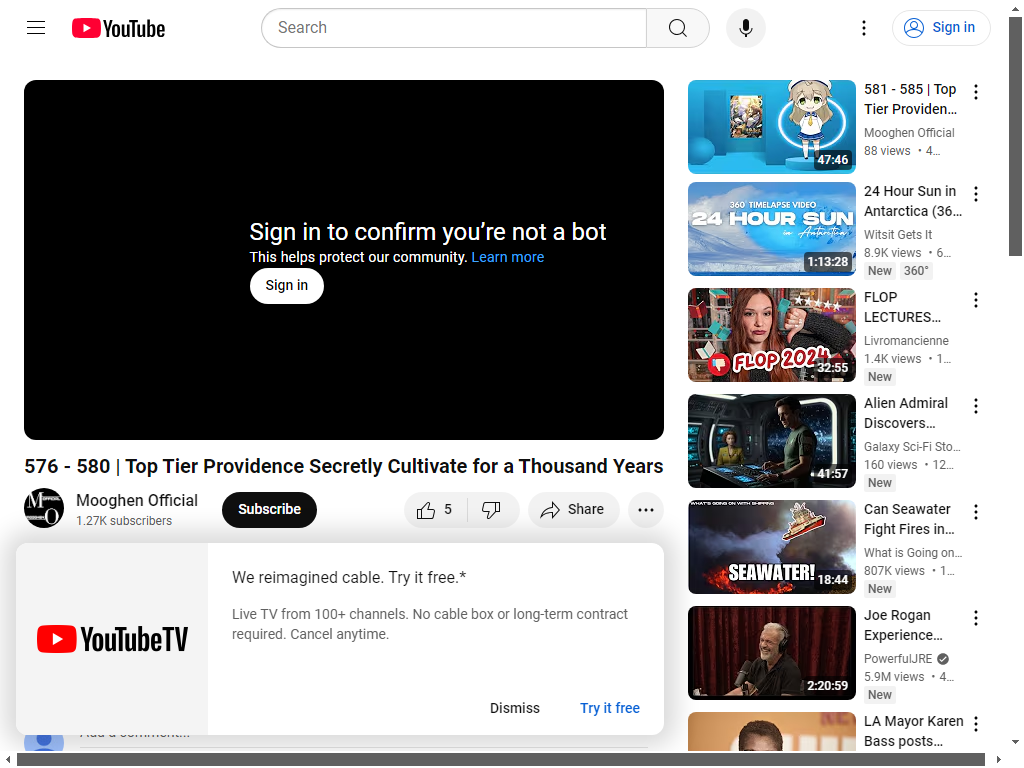 YouTube
Search
Sign in
Sign in to confirm you’re not a bot
This helps protect our community. Learn more
Sign in
576 - 580 | Top Tier Providence Secretly Cultivate for a Thousand Years
Mooghen Official
1.27K subscribers
Subscribe
5
Share
We reimagined cable. Try it free.*
Live TV from 100+ channels. No cable box or long-term contract
required. Cancel anytime.
YouTubeTV
Dismiss
Try it free
Add a comment...
47:46
581 - 585 | Top
Tier Providen...
Mooghen Official
88 views • 4...
360° TIMELAPSE VIDEO
24 HOUR SUN
in Antarctica
1:13:28
24 Hour Sun in
Antarctica (36...
Witsit Gets It
8.9K views • 6...
New 360°
FLOP 2024
32:55
FLOP
LECTURES...
Livromancienne
1.4K views • 1...
New
41:57
Alien Admiral
Discovers...
Galaxy Sci-Fi Sto...
160 views • 12...
New
WHAT'S GOING ON WITH SHIPPING
SEAWATER!
18:44
Can Seawater
Fight Fires in...
What is Going on...
807K views • 1...
New
2:20:59
Joe Rogan
Experience...
PowerfulJRE
5.9M views • 4...
New
LA Mayor Karen
Bass posts...